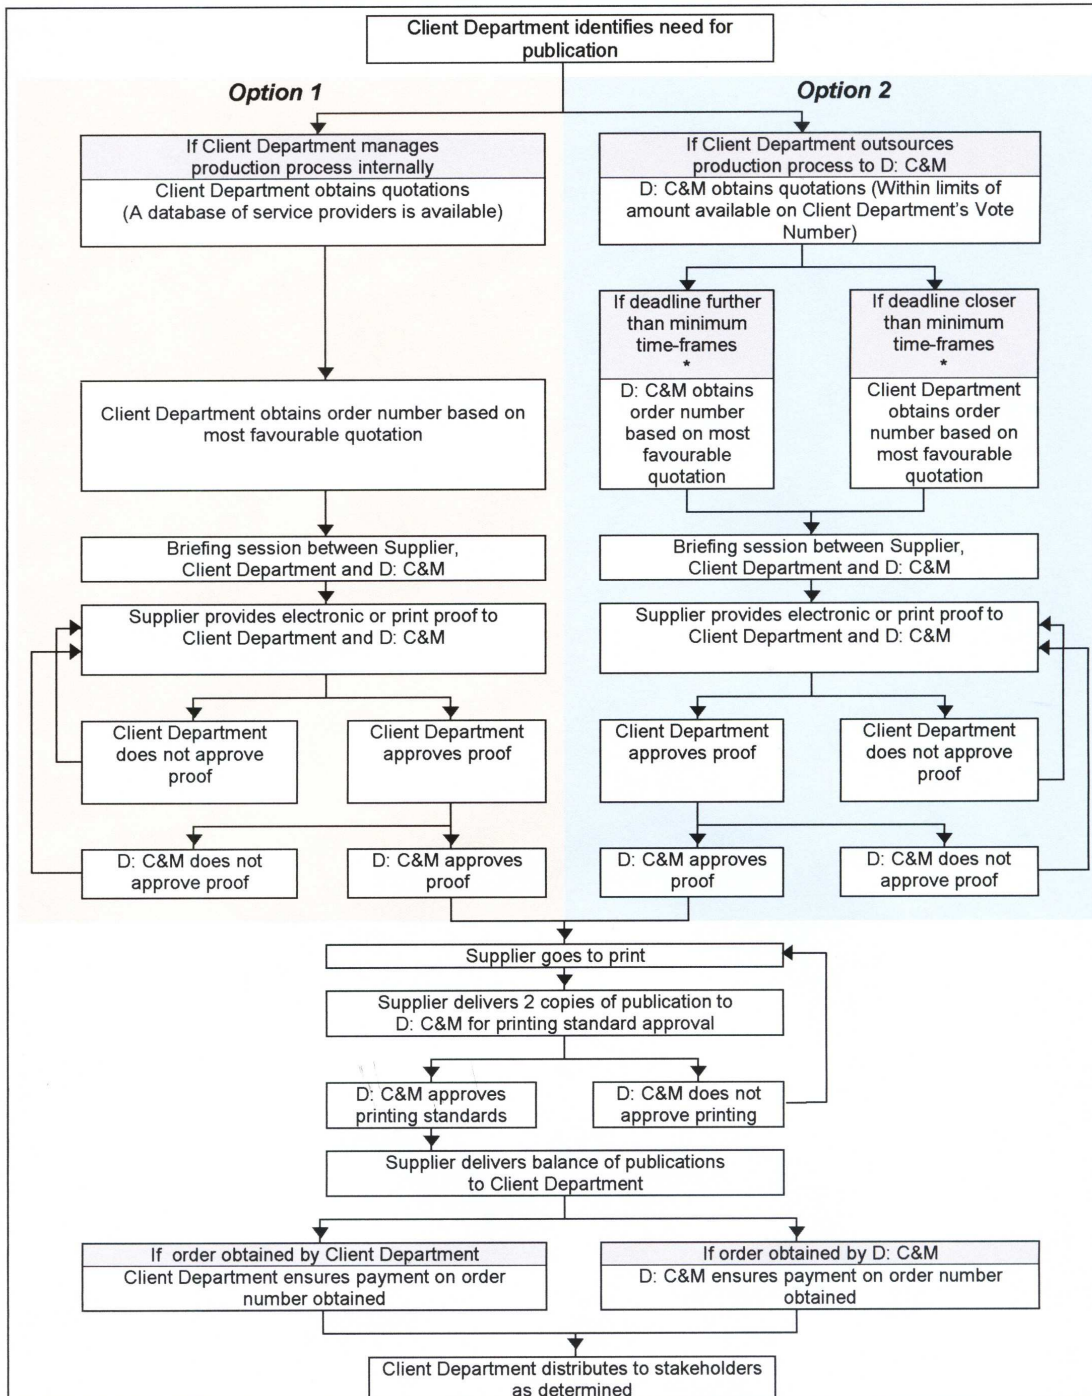 Client Department identifies need for
publication
Option 1
Option 2
If Client Department manages
production process internally
Client Department obtains quotations
(A database of service providers is available)
If Client Department outsources
production process to D: C&M
D: C&M obtains quotations (Within limits of
amount available on Client Department's Vote
Number)
If deadline further
than minimum
time-frames
*
D: C&M obtains
order number
based on most
favourable
quotation
If deadline closer
than minimum
time-frames
*
Client Department
obtains order
number based on
most favourable
quotation
Client Department obtains order number based on
most favourable quotation
Briefing session between Supplier,
Client Department and D: C&M
Briefing session between Supplier,
Client Department and D: C&M
Supplier provides electronic or print proof to
Client Department and D: C&M
Supplier provides electronic or print proof to
Client Department and D: C&M
Client Department
does not approve
proof
Client Department
approves proof
Client Department
approves proof
Client Department
does not approve
proof
D: C&M does not
approve proof
D: C&M approves
proof
D: C&M approves
proof
D: C&M does not
approve proof
Supplier goes to print
Supplier delivers 2 copies of publication to
D: C&M for printing standard approval
D: C&M approves
printing standards
D: C&M does not
approve printing
Supplier delivers balance of publications
to Client Department
If order obtained by Client Department
Client Department ensures payment on order
number obtained
If order obtained by D: C&M
D: C&M ensures payment on order number
obtained
Client Department distributes to stakeholders
as determined